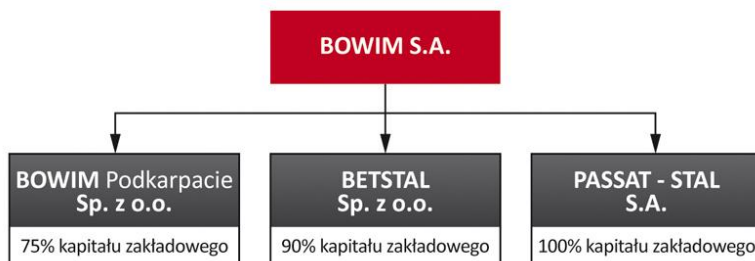 BOWIM S.A.
BOWIM Podkarpacie
Sp. z o.o.
75% kapitału zakładowego
BETSTAL
Sp. z o.o.
90% kapitału zakładowego
PASSAT - STAL
S.A.
100% kapitału zakładowego